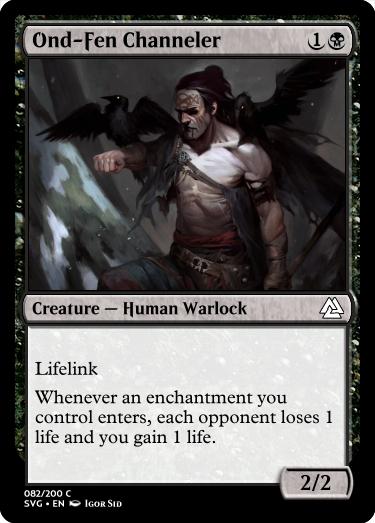 Ond-Fen Channeler 1
Creature — Human Warlock
Lifelink
Whenever an enchantment you
control enters, each opponent loses 1
life and you gain 1 life.
2/2
082/200 C
SVG • EN Igor Sid